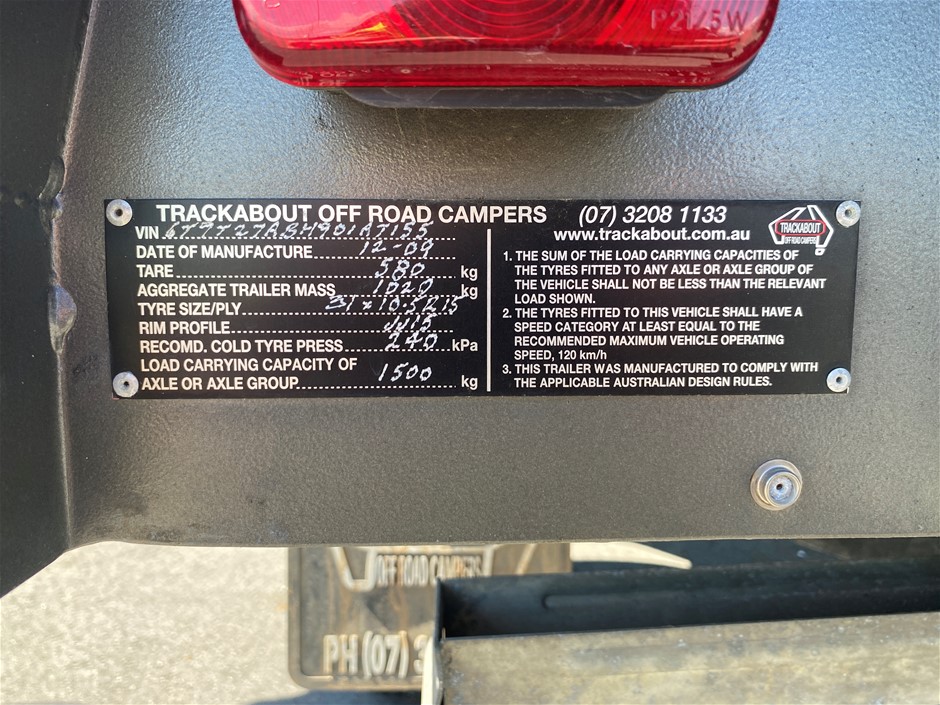 P21/5W
TRACKABOUT OFF ROAD CAMPERS (07) 3208 1133
www.trackabout.com.au
TRACKABOUT
OFF ROAD CAMPERS
VIN 6T9T27ABH901AT155
DATE OF MANUFACTURE 12-09
TARE 580 kg
AGGREGATE TRAILER MASS 1020 kg
TYRE SIZE/PLY 31x10.5R15
RIM PROFILE JJ15
RECOMD. COLD TYRE PRESS 240 kPa
LOAD CARRYING CAPACITY OF
AXLE OR AXLE GROUP 1500 kg
1. THE SUM OF THE LOAD CARRYING CAPACITIES OF
THE TYRES FITTED TO ANY AXLE OR AXLE GROUP OF
THE VEHICLE SHALL NOT BE LESS THAN THE RELEVANT
LOAD SHOWN.
2. THE TYRES FITTED TO THIS VEHICLE SHALL HAVE A
SPEED CATEGORY AT LEAST EQUAL TO THE
RECOMMENDED MAXIMUM VEHICLE OPERATING
SPEED, 120 km/h
3. THIS TRAILER WAS MANUFACTURED TO COMPLY WITH
THE APPLICABLE AUSTRALIAN DESIGN RULES.
OFF ROAD CAMPERS
PH (07) 3